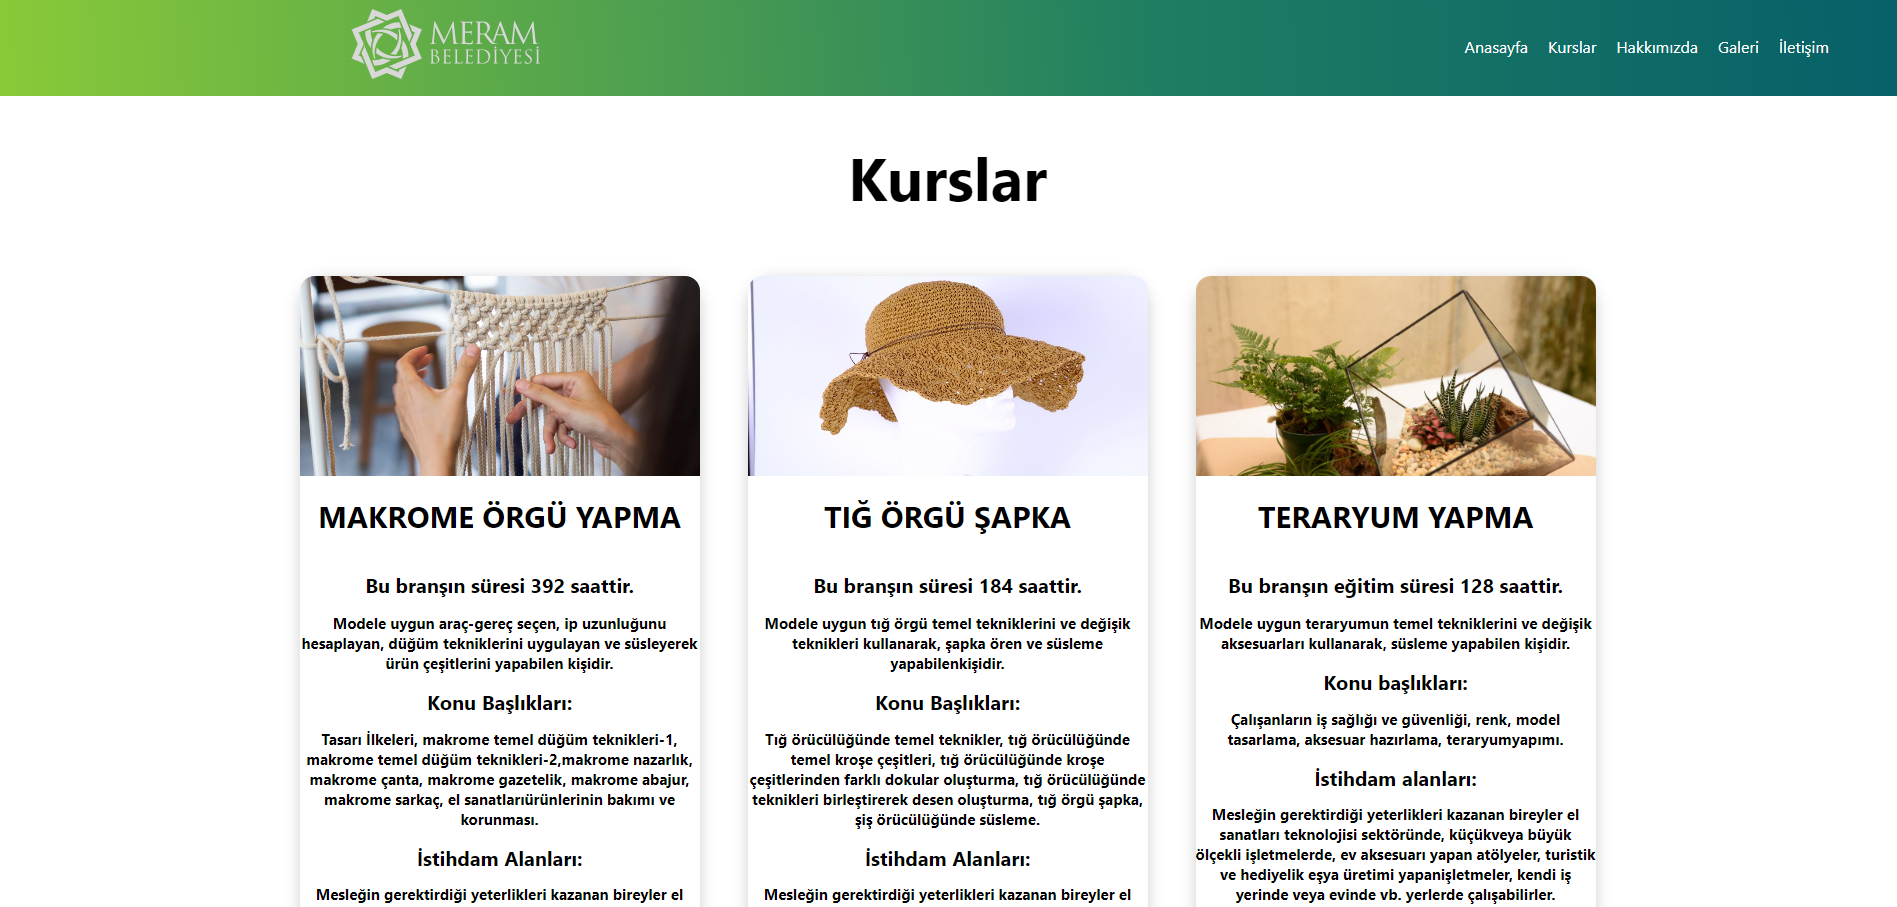 MERAM
BELEDİYESİ
Anasayfa Kurslar Hakkımızda Galeri İletişim
Kurslar
MAKROME ÖRGÜ YAPMA
Bu branşın süresi 392 saattir.
Modele uygun araç-gereç seçen, ip uzunluğunu
hesaplayan, düğüm tekniklerini uygulayan ve süsleyerek
ürün çeşitlerini yapabilen kişidir.
Konu Başlıkları:
Tasarı İlkeleri, makrome temel düğüm teknikleri-1,
makrome temel düğüm teknikleri-2,makrome nazarlık,
makrome çanta, makrome gazetelik, makrome abajur,
makrome sarkaç, el sanatlarıürünlerinin bakımı ve
korunması.
İstihdam Alanları:
Mesleğin gerektirdiği yeterlikleri kazanan bireyler el
TIĞ ÖRGÜ ŞAPKA
Bu branşın süresi 184 saattir.
Modele uygun tığ örgü temel tekniklerini ve değişik
teknikleri kullanarak, şapka ören ve süsleme
yapabilenkişidir.
Konu Başlıkları:
Tığ örücülüğünde temel teknikler, tığ örücülüğünde
temel kroşe çeşitleri, tığ örücülüğünde kroşe
çeşitlerinden farklı dokular oluşturma, tığ örücülüğünde
teknikleri birleştirerek desen oluşturma, tığ örgü şapka,
şiş örücülüğünde süsleme.
İstihdam Alanları:
Mesleğin gerektirdiği yeterlikleri kazanan bireyler el
TERARYUM YAPMA
Bu branşın eğitim süresi 128 saattir.
Modele uygun teraryumun temel tekniklerini ve değişik
aksesuarları kullanarak, süsleme yapabilen kişidir.
Konu başlıkları:
Çalışanların iş sağlığı ve güvenliği, renk, model
tasarlama, aksesuar hazırlama, teraryumyapımı.
İstihdam alanları:
Mesleğin gerektirdiği yeterlikleri kazanan bireyler el
sanatları teknolojisi sektöründe, küçükveya büyük
ölçekli işletmelerde, ev aksesuarı yapan atölyeler, turistik
ve hediyelik eşya üretimi yapanişletmeler, kendi iş
yerinde veya evinde vb. yerlerde çalışabilirler.